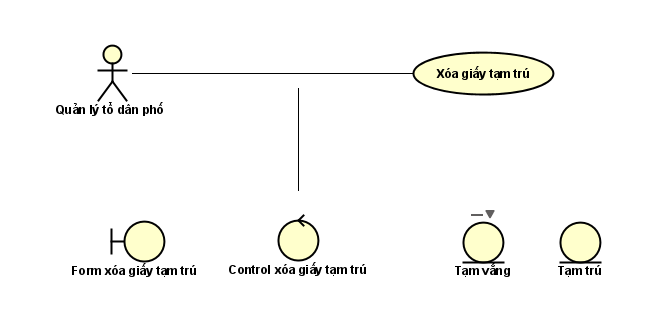 Xóa giấy tạm trú
Quản lý tổ dân phố
Form xóa giấy tạm trú
Control xóa giấy tạm trú
Tạm vắng
Tạm trú